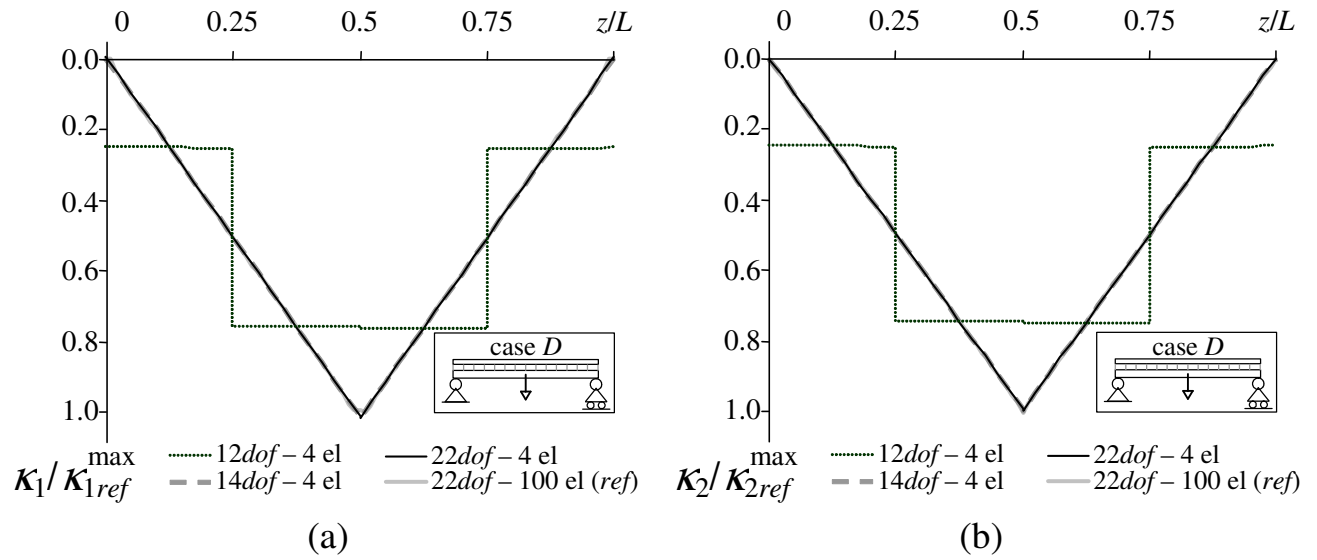 0 0.25 0.5 0.75 z/L
0.0
0.2
0.4
0.6
0.8
1.0
case D
κ1/κ1ref^max
12dof – 4 el
22dof – 4 el
14dof – 4 el
22dof – 100 el (ref)
(a)
0 0.25 0.5 0.75 z/L
0.0
0.2
0.4
0.6
0.8
1.0
case D
κ2/κ2ref^max
12dof – 4 el
22dof – 4 el
14dof – 4 el
22dof – 100 el (ref)
(b)